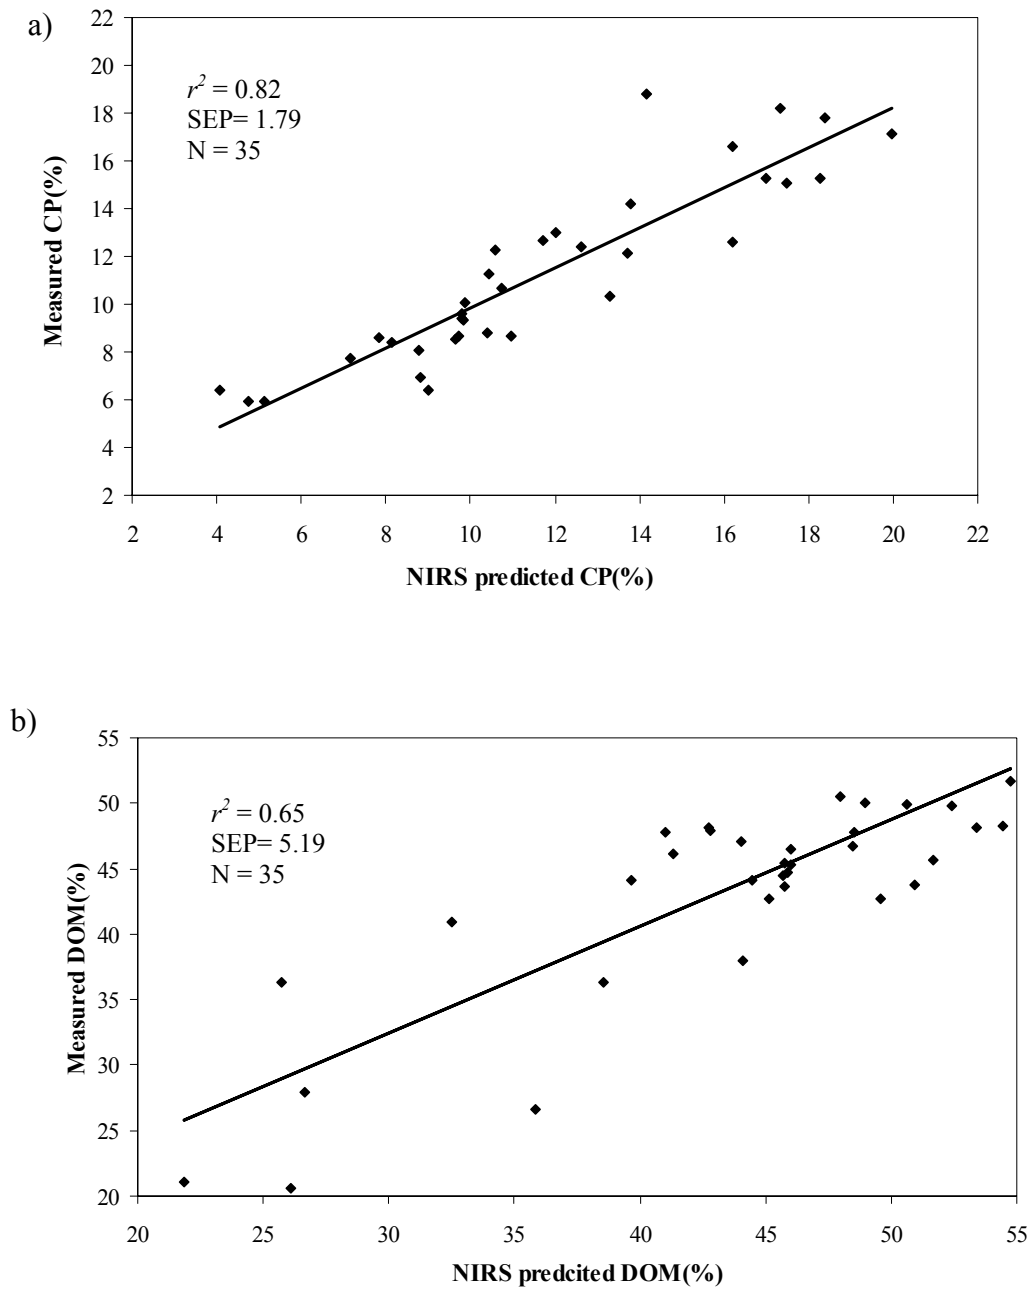 a)
22
20
18
16
14
12
10
8
6
4
2
r² = 0.82
SEP= 1.79
N = 35
Measured CP(%)
2 4 6 8 10 12 14 16 18 20 22
NIRS predicted CP(%)
b)
55
50
45
40
35
30
25
20
r² = 0.65
SEP= 5.19
N = 35
Measured DOM(%)
20 25 30 35 40 45 50 55
NIRS predcited DOM(%)